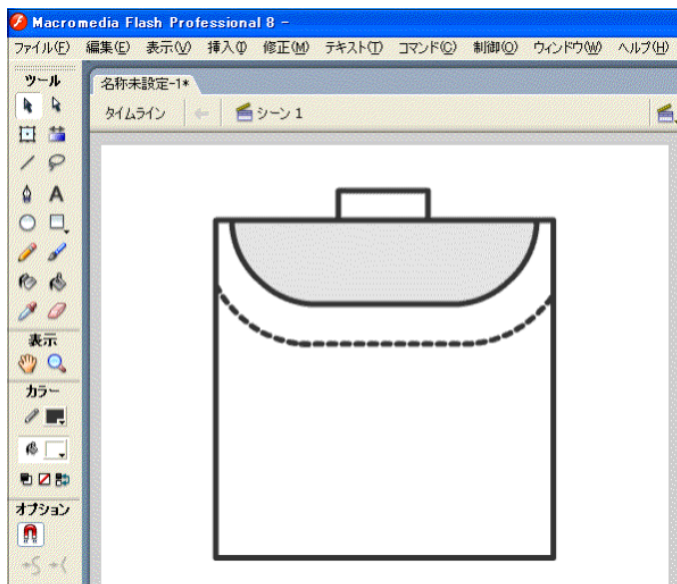 Macromedia Flash Professional 8 -
ファイル(F) 編集(E) 表示(V) 挿入(I) 修正(M) テキスト(T) コマンド(C) 制御(O) ウィンドウ(W) ヘルプ(H)
ツール
名称未設定-1*
タイムライン シーン 1
表示
カラー
オプション